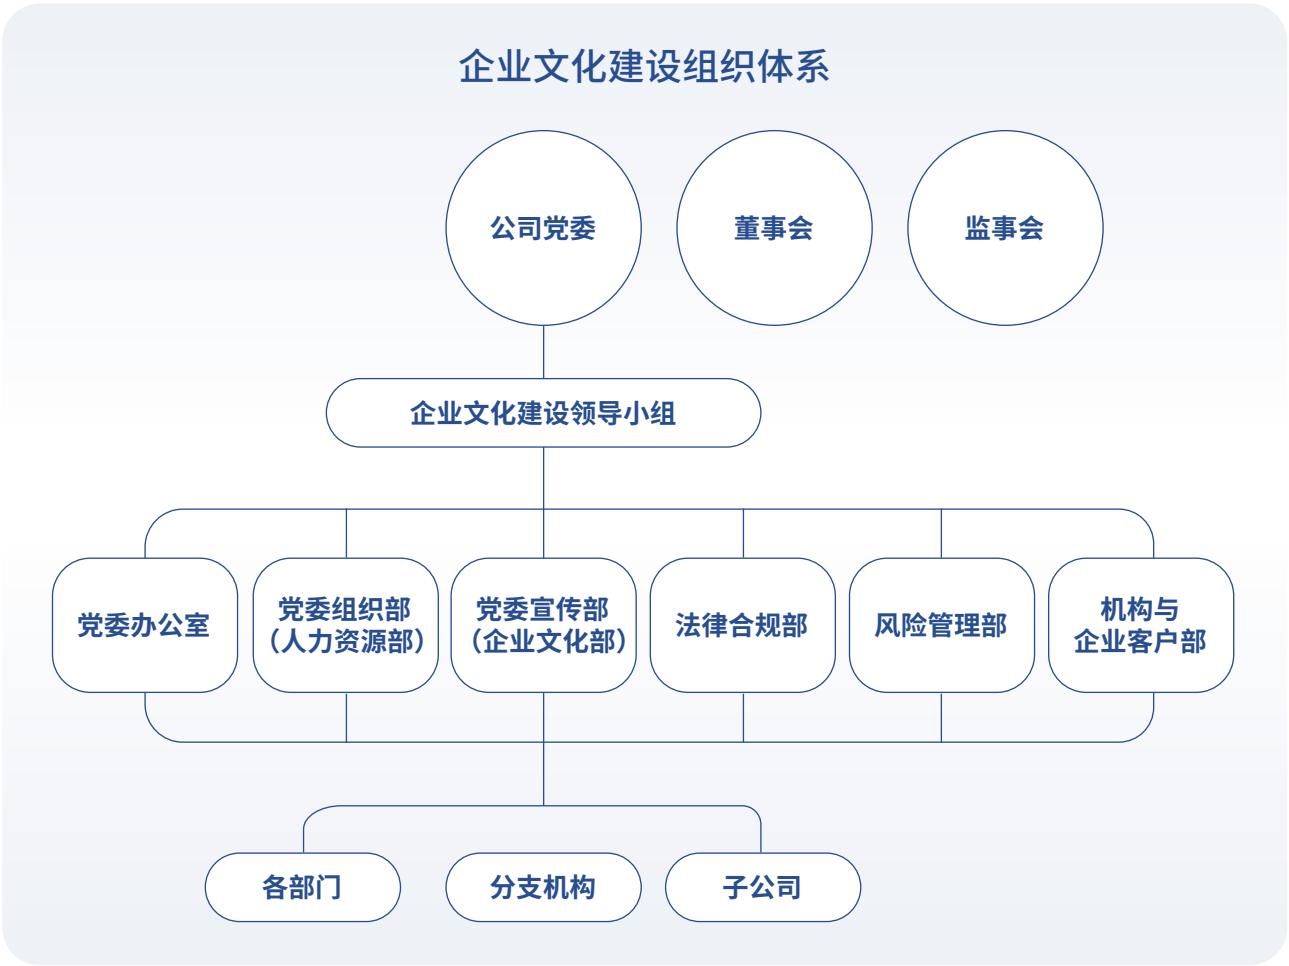 企业文化建设组织体系
公司党委
董事会
监事会
企业文化建设领导小组
党委办公室
党委组织部
（人力资源部）
党委宣传部
（企业文化部）
法律合规部
风险管理部
机构与
企业客户部
各部门
分支机构
子公司